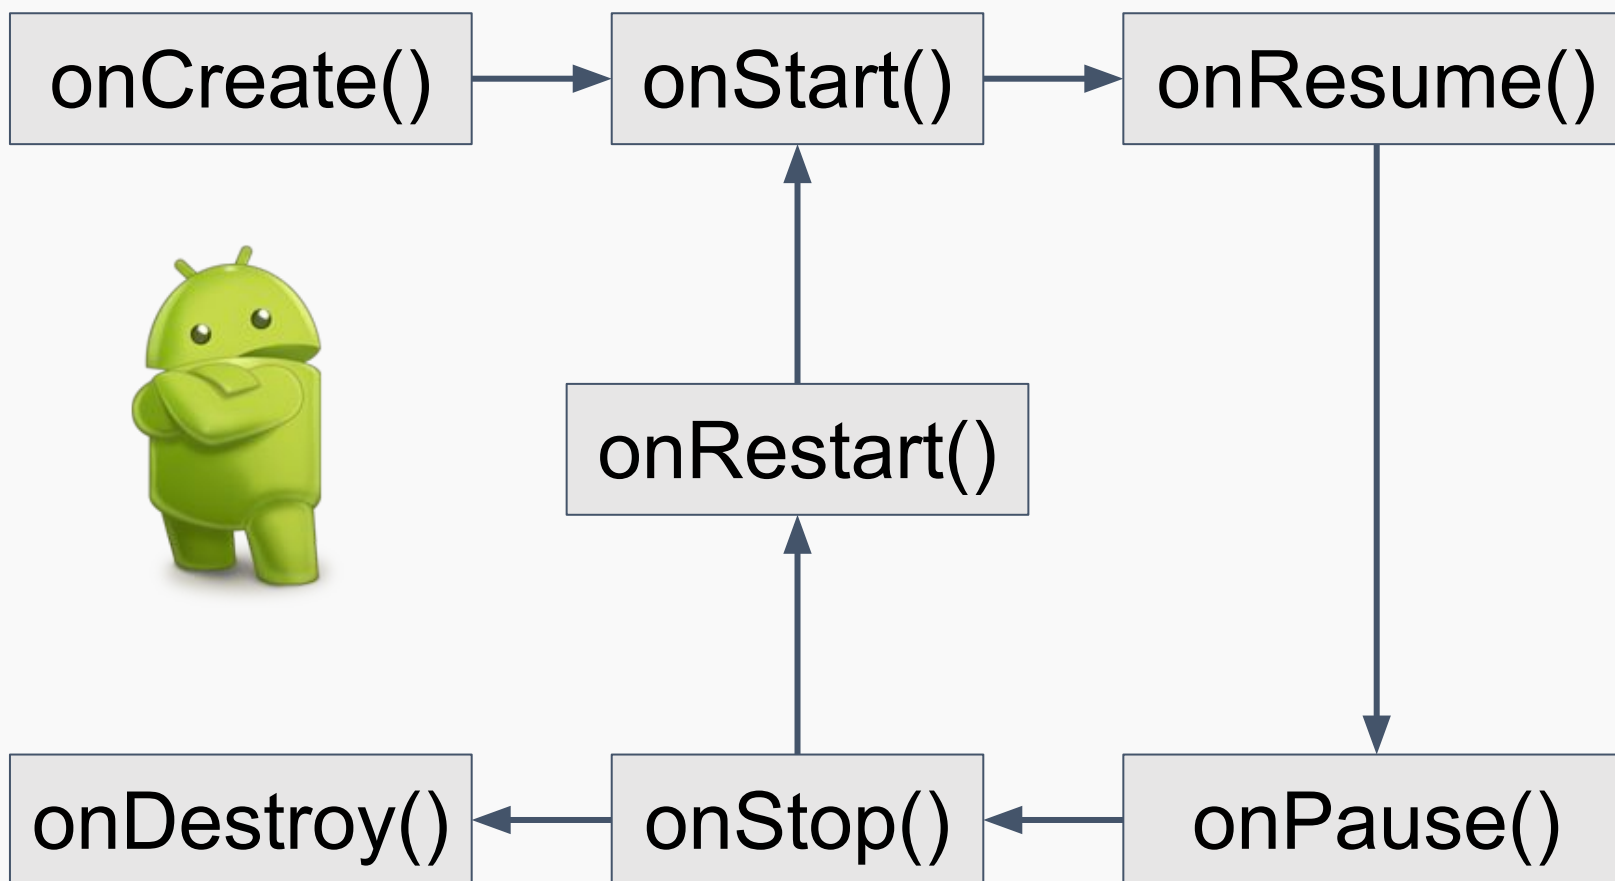 onCreate()
onStart()
onResume()
onRestart()
onDestroy()
onStop()
onPause()